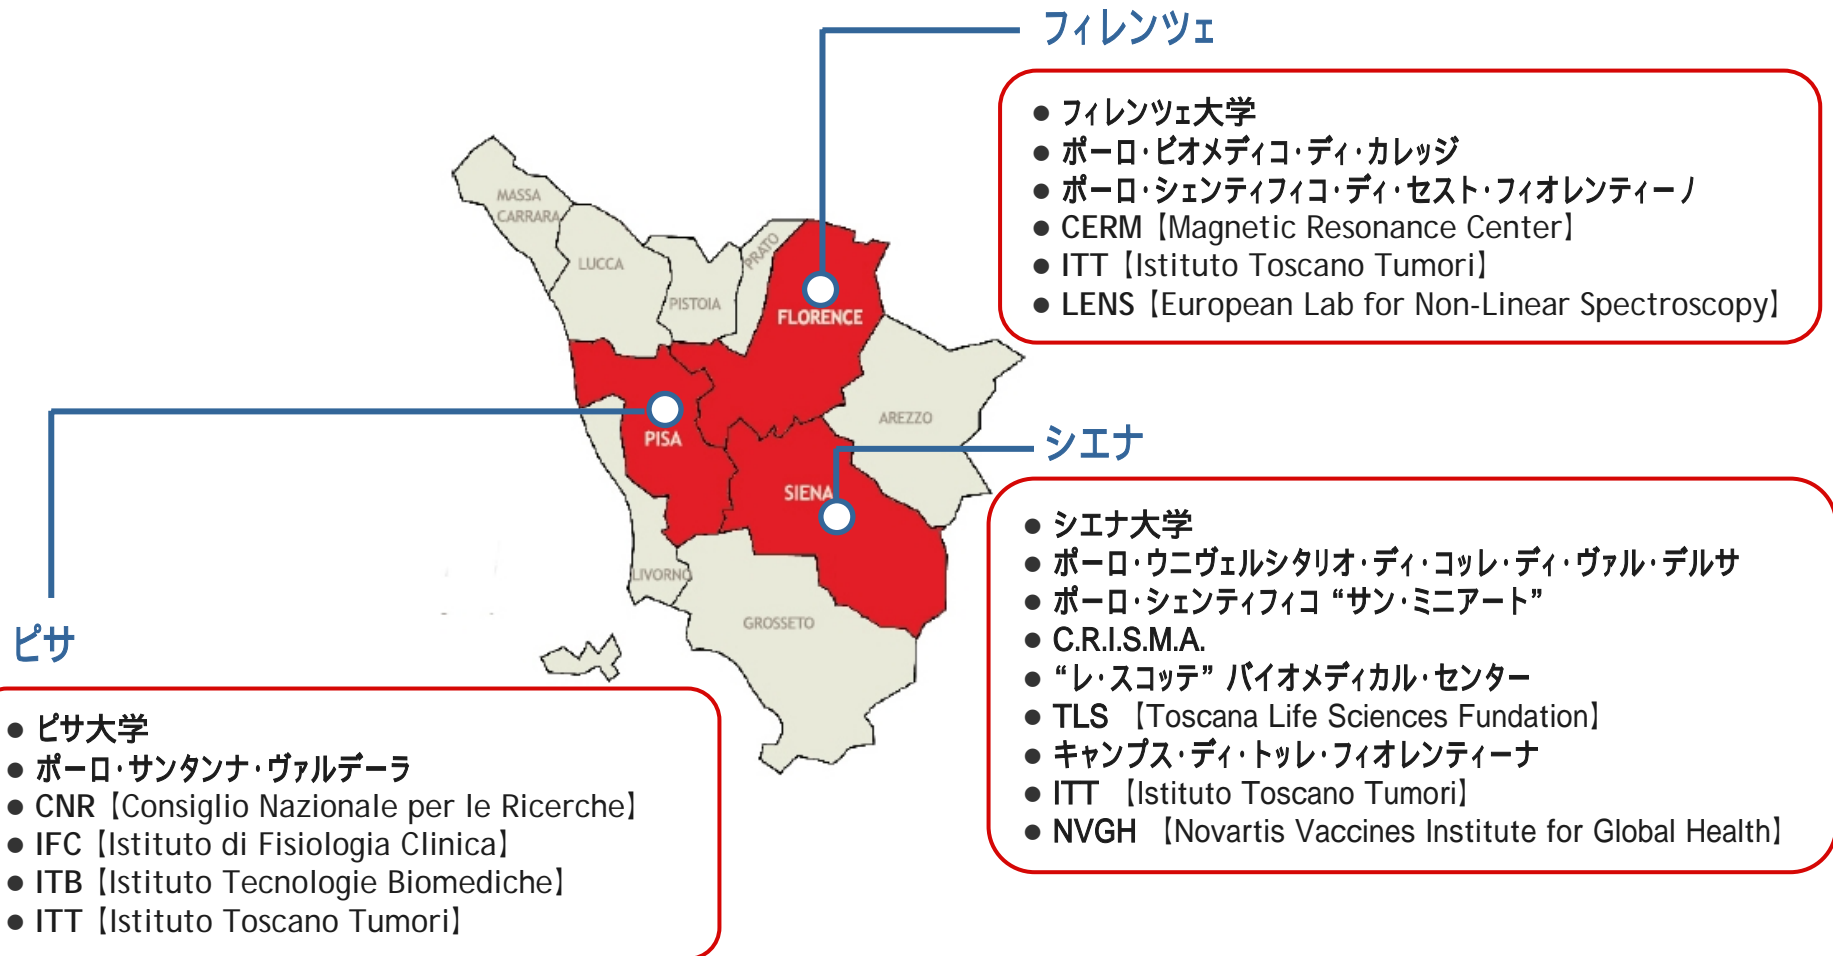 フィレンツェ
● フィレンツェ大学
● ポーロ・ビオメディコ・ディ・カレッジ
● ポーロ・シェンティフィコ・ディ・セスト・フィオレンティーノ
● CERM【Magnetic Resonance Center】
● ITT【Istituto Toscano Tumori】
● LENS【European Lab for Non-Linear Spectroscopy】
MASSA
CARRARA
LUCCA
PISTOIA
PRATO
FLORENCE
AREZZO
PISA
SIENA
LIVORNO
GROSSETO
シエナ
● シエナ大学
● ポーロ・ウニヴェルシタリオ・ディ・コッレ・ディ・ヴァル・デルサ
● ポーロ・シェンティフィコ “サン・ミニアート”
● C.R.I.S.M.A.
● “レ・スコッテ” バイオメディカル・センター
● TLS 【Toscana Life Sciences Fundation】
● キャンプス・ディ・トッレ・フィオレンティーナ
● ITT 【Istituto Toscano Tumori】
● NVGH 【Novartis Vaccines Institute for Global Health】
ピサ
● ピサ大学
● ポーロ・サンタンナ・ヴァルデーラ
● CNR【Consiglio Nazionale per le Ricerche】
● IFC【Istituto di Fisiologia Clinica】
● ITB【Istituto Tecnologie Biomediche】
● ITT【Istituto Toscano Tumori】